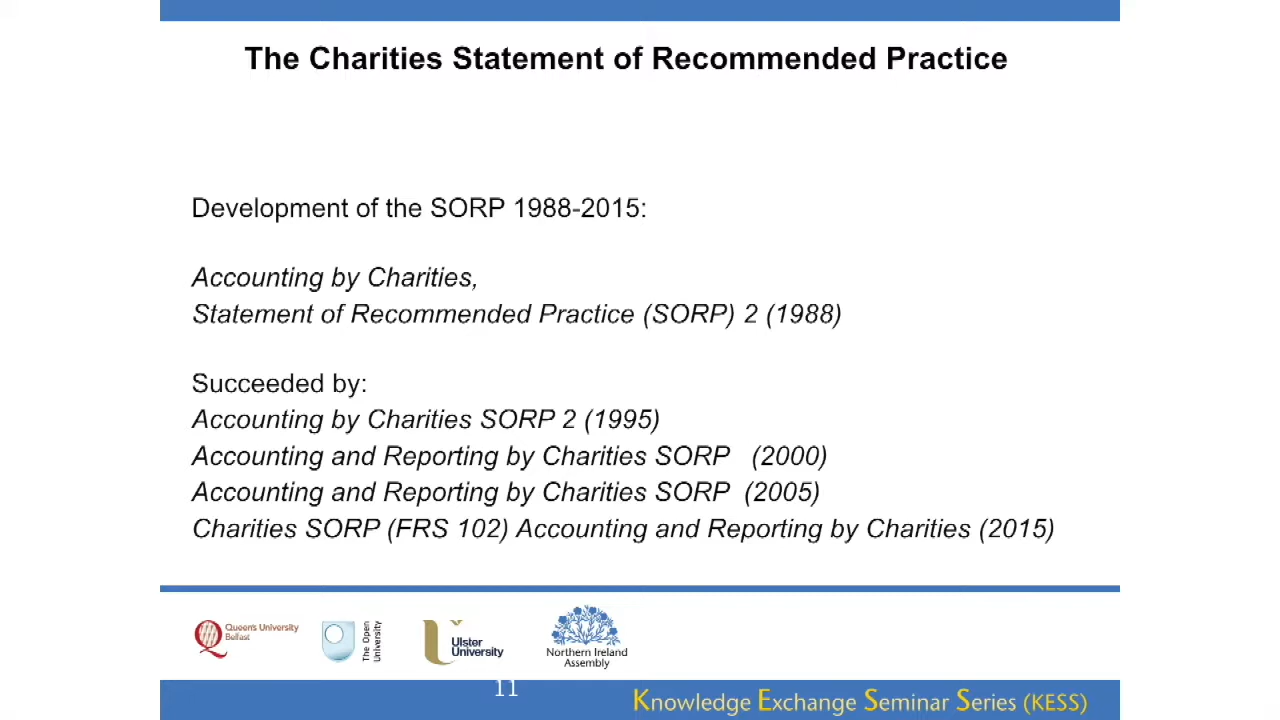 The Charities Statement of Recommended Practice
Development of the SORP 1988-2015:
Accounting by Charities,
Statement of Recommended Practice (SORP) 2 (1988)
Succeeded by:
Accounting by Charities SORP 2 (1995)
Accounting and Reporting by Charities SORP (2000)
Accounting and Reporting by Charities SORP (2005)
Charities SORP (FRS 102) Accounting and Reporting by Charities (2015)
Queen's University
Belfast
The Open
University
Ulster
University
Northern Ireland
Assembly
11
Knowledge Exchange Seminar Series (KESS)